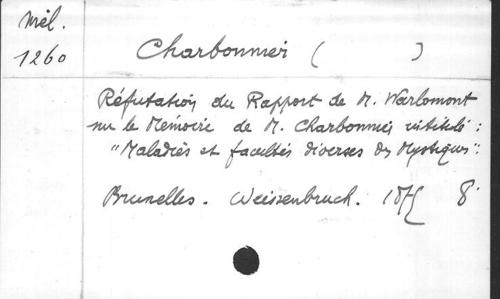 Mél.
1260
Charbonnier ( )
Réfutation du Rapport de M. Warlomont
sur le Mémoire de M. Charbonnier intitulé :
"Maladies et facultés diverses des Mystiques".
Bruxelles. Weissenbruch. 1875 8°